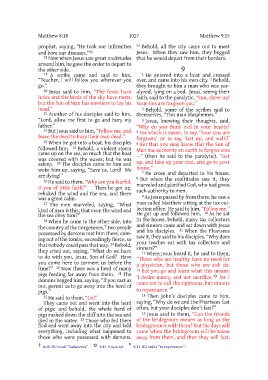 Matthew 8:18 1027 Matthew 9:15
prophet, saying, "He took our infirmities
and bore our diseases."
18 Now when Jesus saw great multitudes
around him, he gave the order to depart to
the other side.
19 A scribe came and said to him,
"Teacher, I will follow you wherever you
go."
20 Jesus said to him, "The foxes have
holes and the birds of the sky have nests,
but the Son of Man has nowhere to lay his
head."
21 Another of his disciples said to him,
"Lord, allow me first to go and bury my
father."
22 But Jesus said to him, "Follow me, and
leave the dead to bury their own dead."
23 When he got into a boat, his disciples
followed him. 24 Behold, a violent storm
came up on the sea, so much that the boat
was covered with the waves; but he was
asleep. 25 The disciples came to him and
woke him up, saying, "Save us, Lord! We
are dying!"
26 He said to them, "Why are you fearful,
O you of little faith?" Then he got up,
rebuked the wind and the sea, and there
was a great calm.
27 The men marveled, saying, "What
kind of man is this, that even the wind and
the sea obey him?"
28 When he came to the other side, into
the country of the Gergesenes, two people
possessed by demons met him there, com-
ing out of the tombs, exceedingly fierce, so
that nobody could pass that way. 29 Behold,
they cried out, saying, "What do we have
to do with you, Jesus, Son of God? Have
you come here to torment us before the
time?" 30 Now there was a herd of many
pigs feeding far away from them. 31 The
demons begged him, saying, "If you cast us
out, permit us to go away into the herd of
pigs."
32 He said to them, "Go!"
They came out and went into the herd
of pigs: and behold, the whole herd of
pigs rushed down the cliff into the sea and
died in the water. 33 Those who fed them
fled and went away into the city and told
everything, including what happened to
those who were possessed with demons.
34 Behold, all the city came out to meet
Jesus. When they saw him, they begged
that he would depart from their borders.
9
1 He entered into a boat and crossed
over, and came into his own city. 2 Behold,
they brought to him a man who was par-
alyzed, lying on a bed. Jesus, seeing their
faith, said to the paralytic, "Son, cheer up!
Your sins are forgiven you."
3 Behold, some of the scribes said to
themselves, "This man blasphemes."
4 Jesus, knowing their thoughts, said,
"Why do you think evil in your hearts?
5 For which is easier, to say, 'Your sins are
forgiven;' or to say, 'Get up, and walk?'
6 But that you may know that the Son of
Man has authority on earth to forgive sins
—" (then he said to the paralytic), "Get
up, and take up your mat, and go to your
house."
7 He arose and departed to his house.
8 But when the multitudes saw it, they
marveled and glorified God, who had given
such authority to men.
9 As Jesus passed by from there, he saw a
man called Matthew sitting at the tax col-
lection office. He said to him, "Follow me."
He got up and followed him. 10 As he sat
in the house, behold, many tax collectors
and sinners came and sat down with Jesus
and his disciples. 11 When the Pharisees
saw it, they said to his disciples, "Why does
your teacher eat with tax collectors and
sinners?"
12 When Jesus heard it, he said to them,
"Those who are healthy have no need for
a physician, but those who are sick do.
13 But you go and learn what this means:
'I desire mercy, and not sacrifice,' for I
came not to call the righteous, but sinners
to repentance."
14 Then John's disciples came to him,
saying, "Why do we and the Pharisees fast
often, but your disciples don't fast?"
15 Jesus said to them, "Can the friends
of the bridegroom mourn as long as the
bridegroom is with them? But the days will
come when the bridegroom will be taken
away from them, and then they will fast.